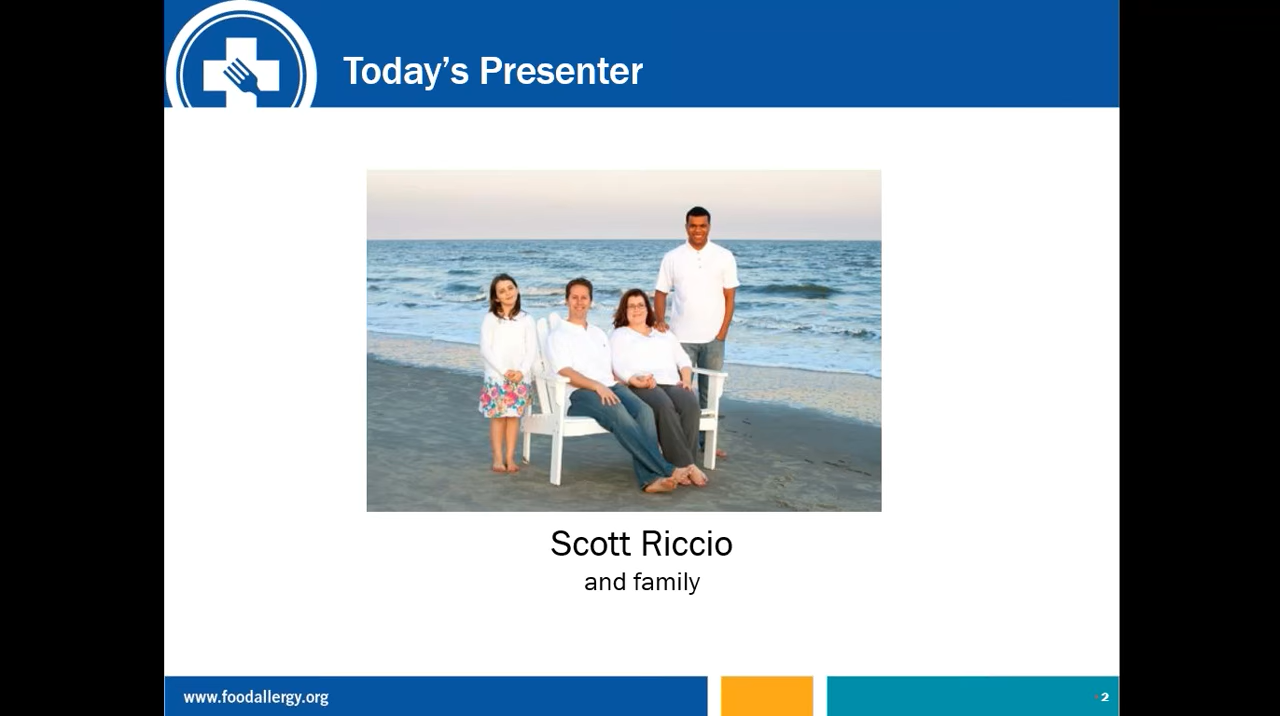 Today's Presenter
Scott Riccio
and family
www.foodallergy.org
2